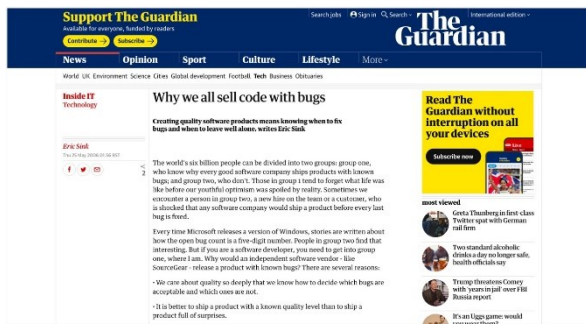 Support The Guardian
Available for everyone, funded by readers
Contribute →
Subscribe →
Search jobs
Sign in
Search
International edition
The
Guardian
News
Opinion
Sport
Culture
Lifestyle
More
World UK Environment Science Cities Global development Football Tech Business Obituaries
Inside IT
Technology
Why we all sell code with bugs
Creating quality software products means knowing when to fix
bugs and when to leave well alone, writes Eric Sink
Eric Sink
Thu 25 May 2006
The world's six billion people can be divided into two groups: group one,
who know why every good software company ships products with known
bugs; and group two, who don't. Those in group 1 tend to forget what life was
like before our youthful optimism was spoiled by reality. Sometimes we
encounter a person in group two, a new hire on the team or a customer, who
is shocked that any software company would ship a product before every last
bug is fixed.
Every time Microsoft releases a version of Windows, stories are written about
how the open bug count is a five-digit number. People in group two find that
interesting. But if you are a software developer, you need to get into group
one, where I am. Why would an independent software vendor - like
SourceGear - release a product with known bugs? There are several reasons:
· We care about quality so deeply that we know how to decide which bugs are
acceptable and which ones are not.
· It is better to ship a product with a known quality level than to ship a
product full of surprises.
Read The
Guardian without
interruption on all
your devices
Subscribe now
most viewed
Greta Thunberg in first class
Twitter spat with German
rail firm
Two standard alcoholic
drinks a day no longer safe,
health officials say
Trump threatens Comey
with 'years in jail' over FBI
Russia report
It's an Uggs game: would